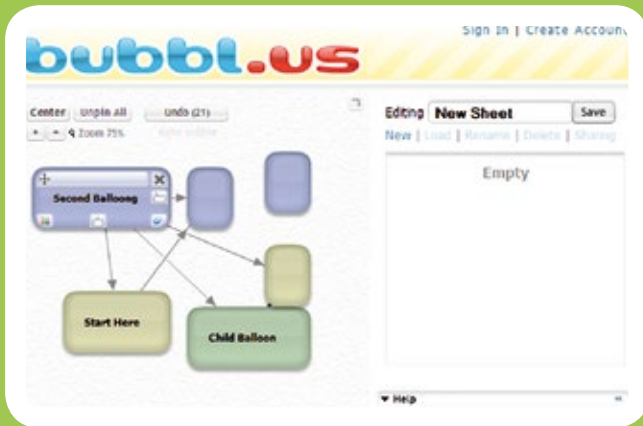 Sign In | Create Account
bubbl.us
Center Unpin All Undo (21)
Zoom 75%
Editing New Sheet Save
New | Load | Rename | Delete | Sharing
Empty
Second Balloong
Start Here
Child Balloon
Help